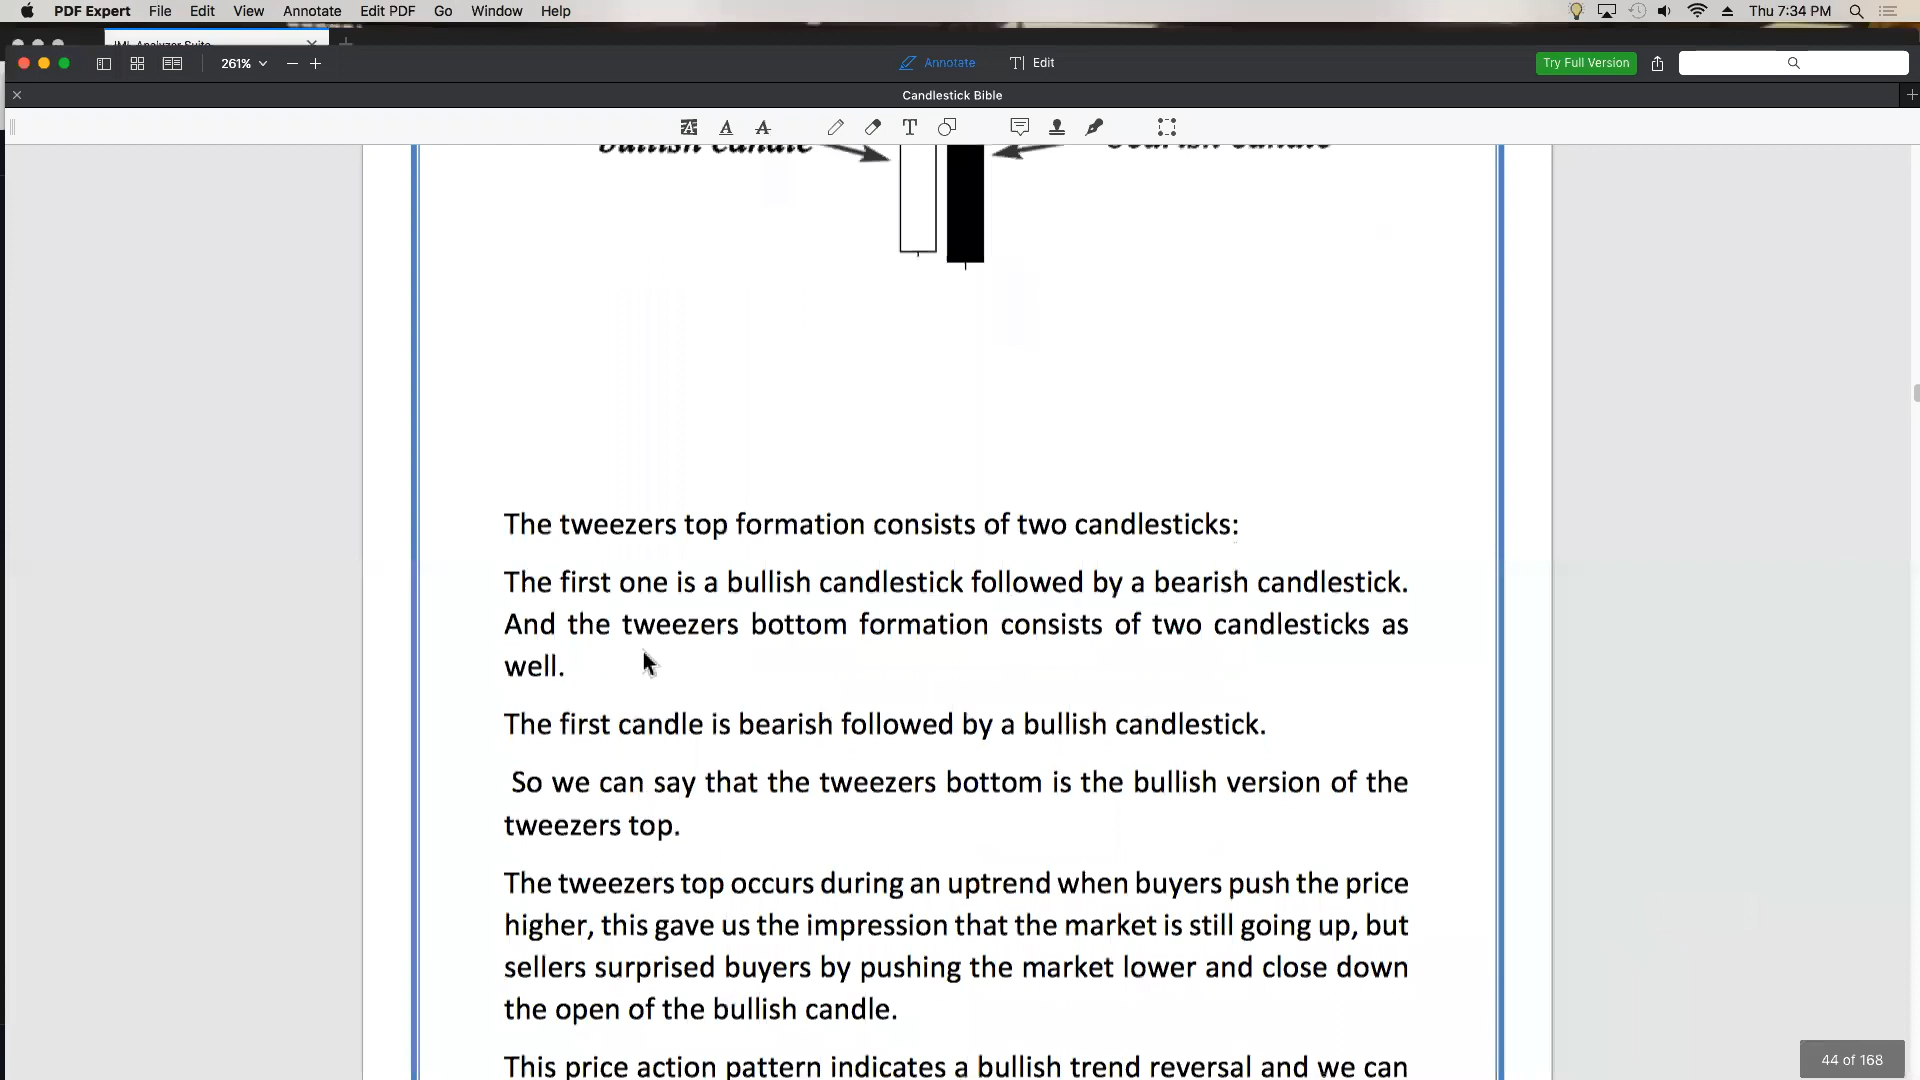 PDF Expert File Edit View Annotate Edit PDF Go Window Help Thu 7:34 PM
IML Analyzer Suite
261% Annotate Edit Try Full Version
Candlestick Bible
Bullish candle Bearish candle
The tweezers top formation consists of two candlesticks:
The first one is a bullish candlestick followed by a bearish candlestick.
And the tweezers bottom formation consists of two candlesticks as
well.
The first candle is bearish followed by a bullish candlestick.
So we can say that the tweezers bottom is the bullish version of the
tweezers top.
The tweezers top occurs during an uptrend when buyers push the price
higher, this gave us the impression that the market is still going up, but
sellers surprised buyers by pushing the market lower and close down
the open of the bullish candle.
This price action pattern indicates a bullish trend reversal and we can
44 of 168